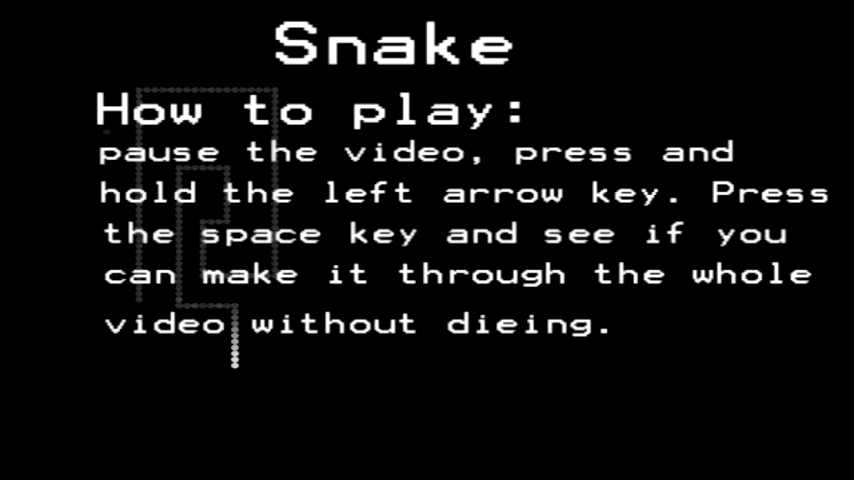 Snake
How to play:
pause the video, press and
hold the left arrow key. Press
the space key and see if you
can make it through the whole
video without dieing.